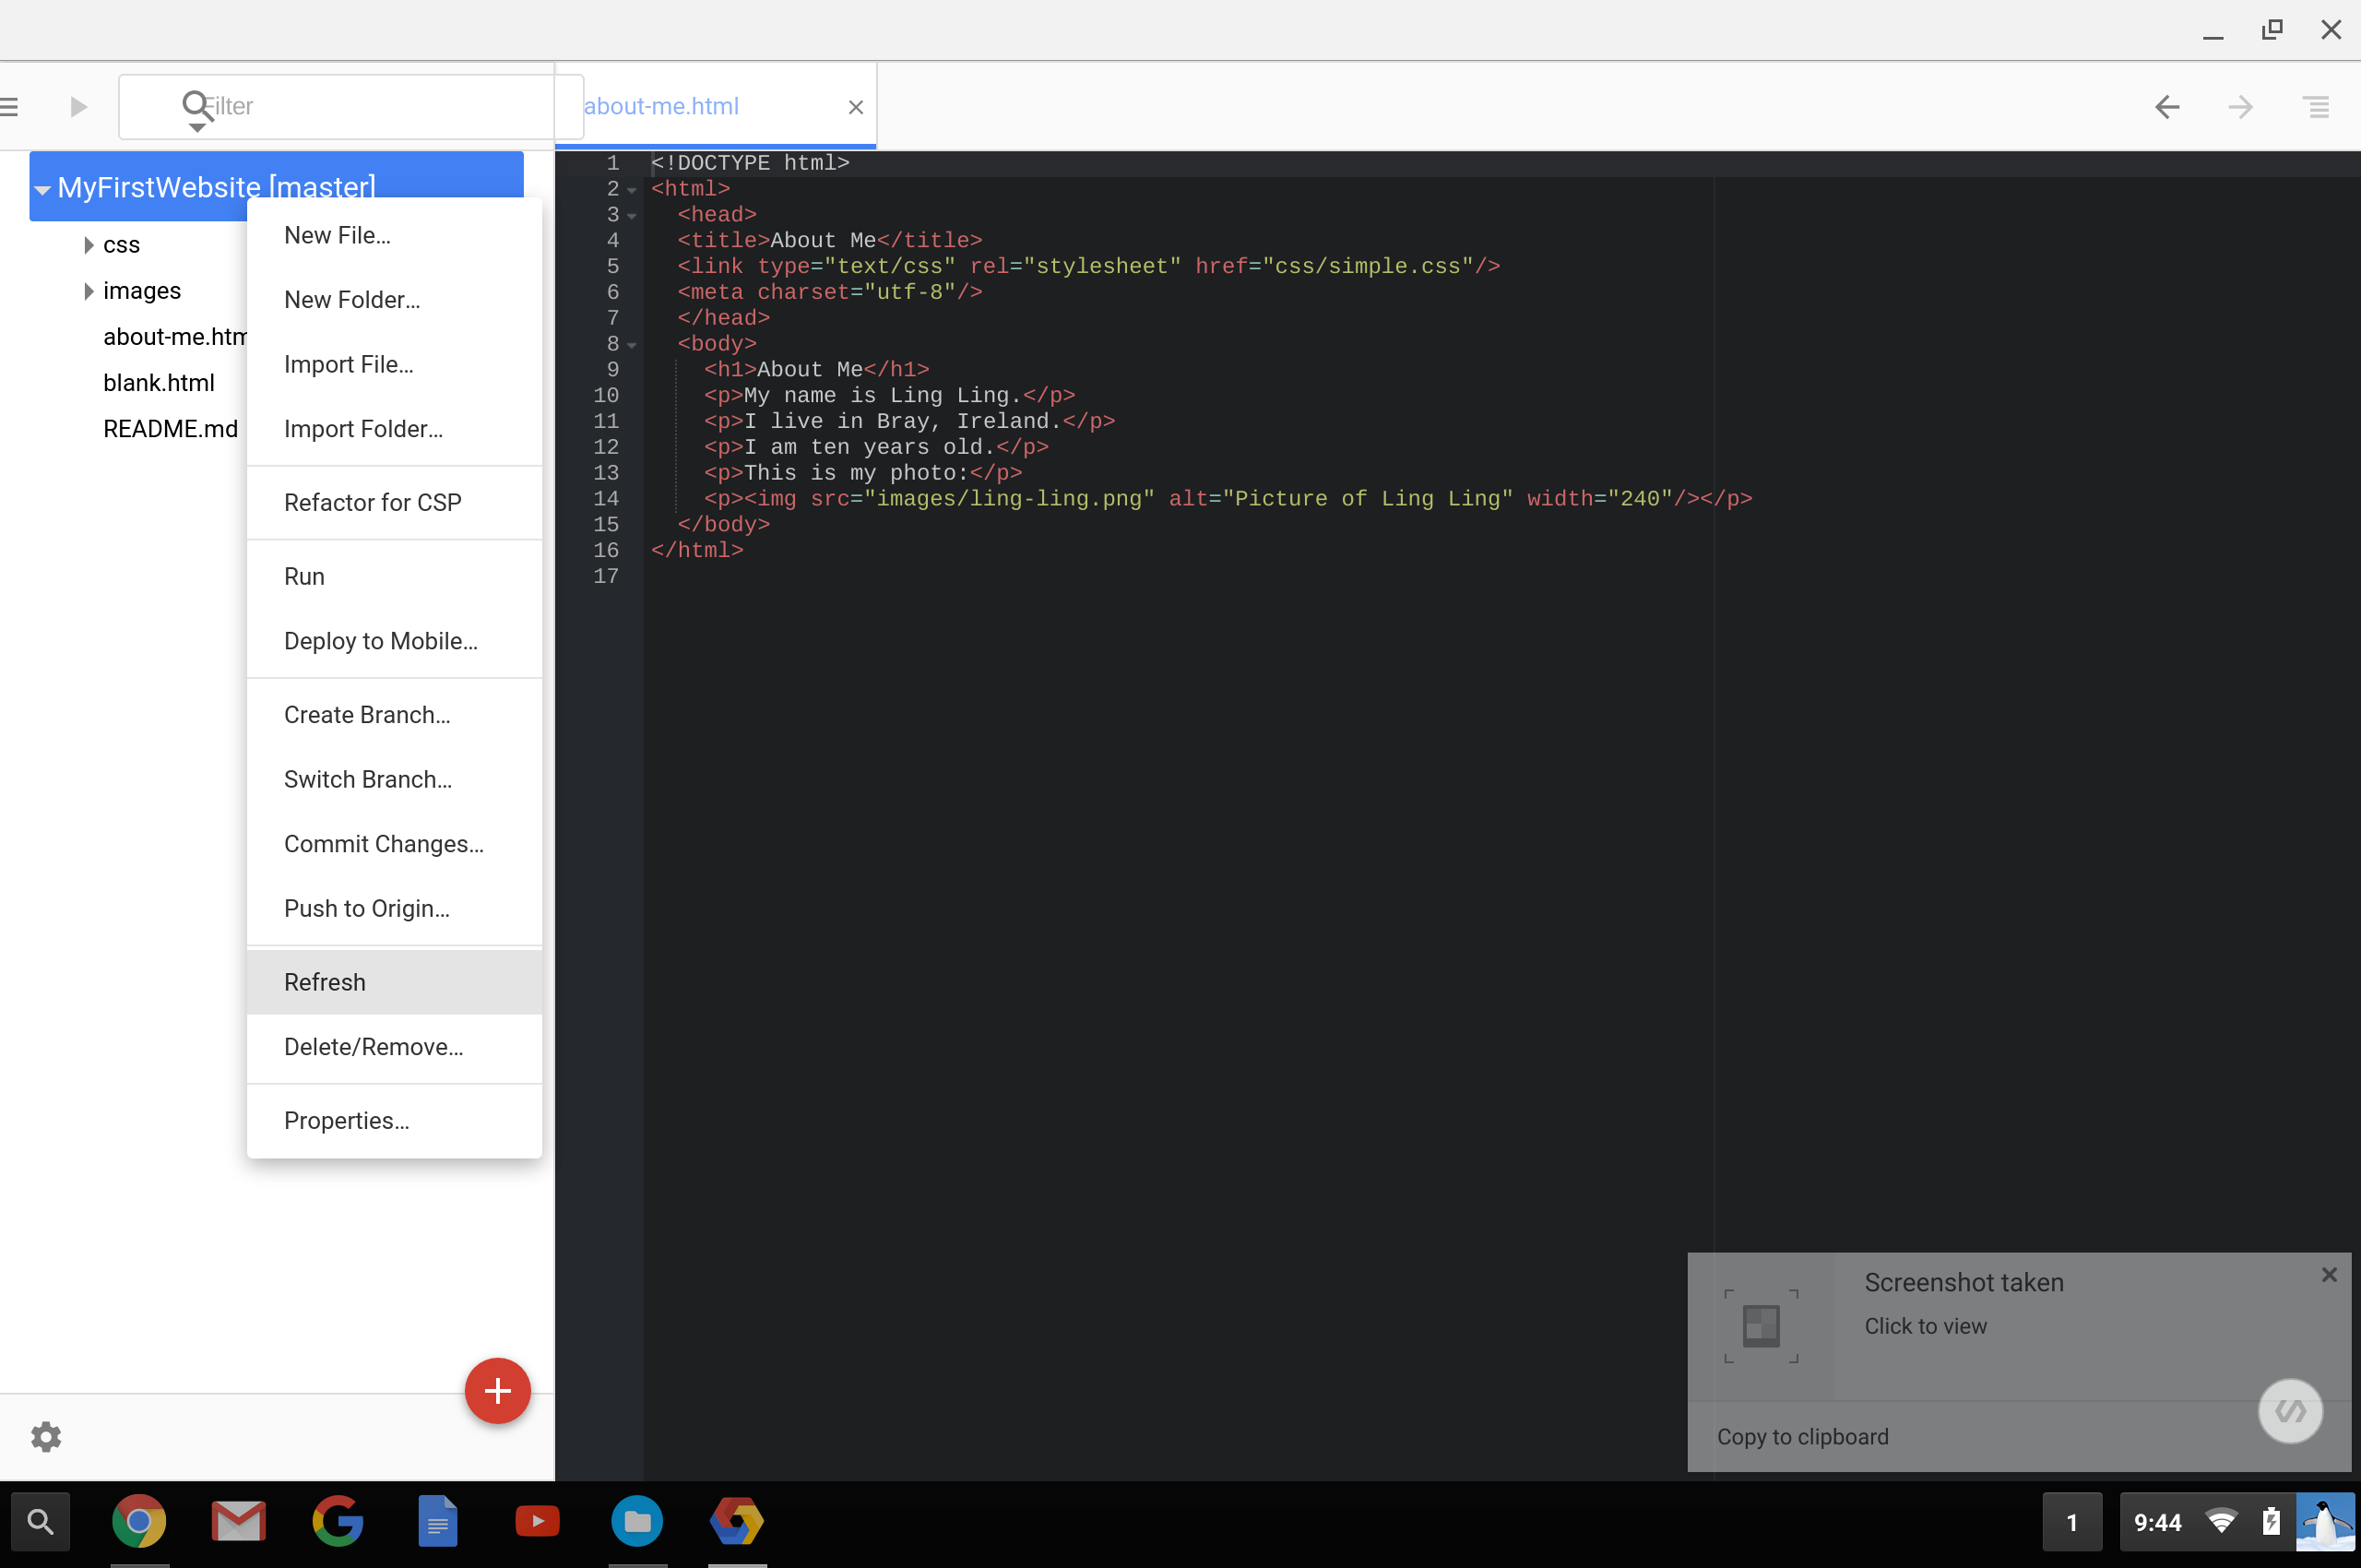 Filter
about-me.html
MyFirstWebsite [master]
css
images
about-me.htm
blank.html
README.md
New File…
New Folder…
Import File…
Import Folder…
Refactor for CSP
Run
Deploy to Mobile…
Create Branch…
Switch Branch…
Commit Changes…
Push to Origin…
Refresh
Delete/Remove…
Properties…
1 <!DOCTYPE html>
2 <html>
3 <head>
4 <title>About Me</title>
5 <link type="text/css" rel="stylesheet" href="css/simple.css"/>
6 <meta charset="utf-8"/>
7 </head>
8 <body>
9 <h1>About Me</h1>
10 <p>My name is Ling Ling.</p>
11 <p>I live in Bray, Ireland.</p>
12 <p>I am ten years old.</p>
13 <p>This is my photo:</p>
14 <p><img src="images/ling-ling.png" alt="Picture of Ling Ling" width="240"/></p>
15 </body>
16 </html>
17
Screenshot taken
Click to view
Copy to clipboard
1
9:44